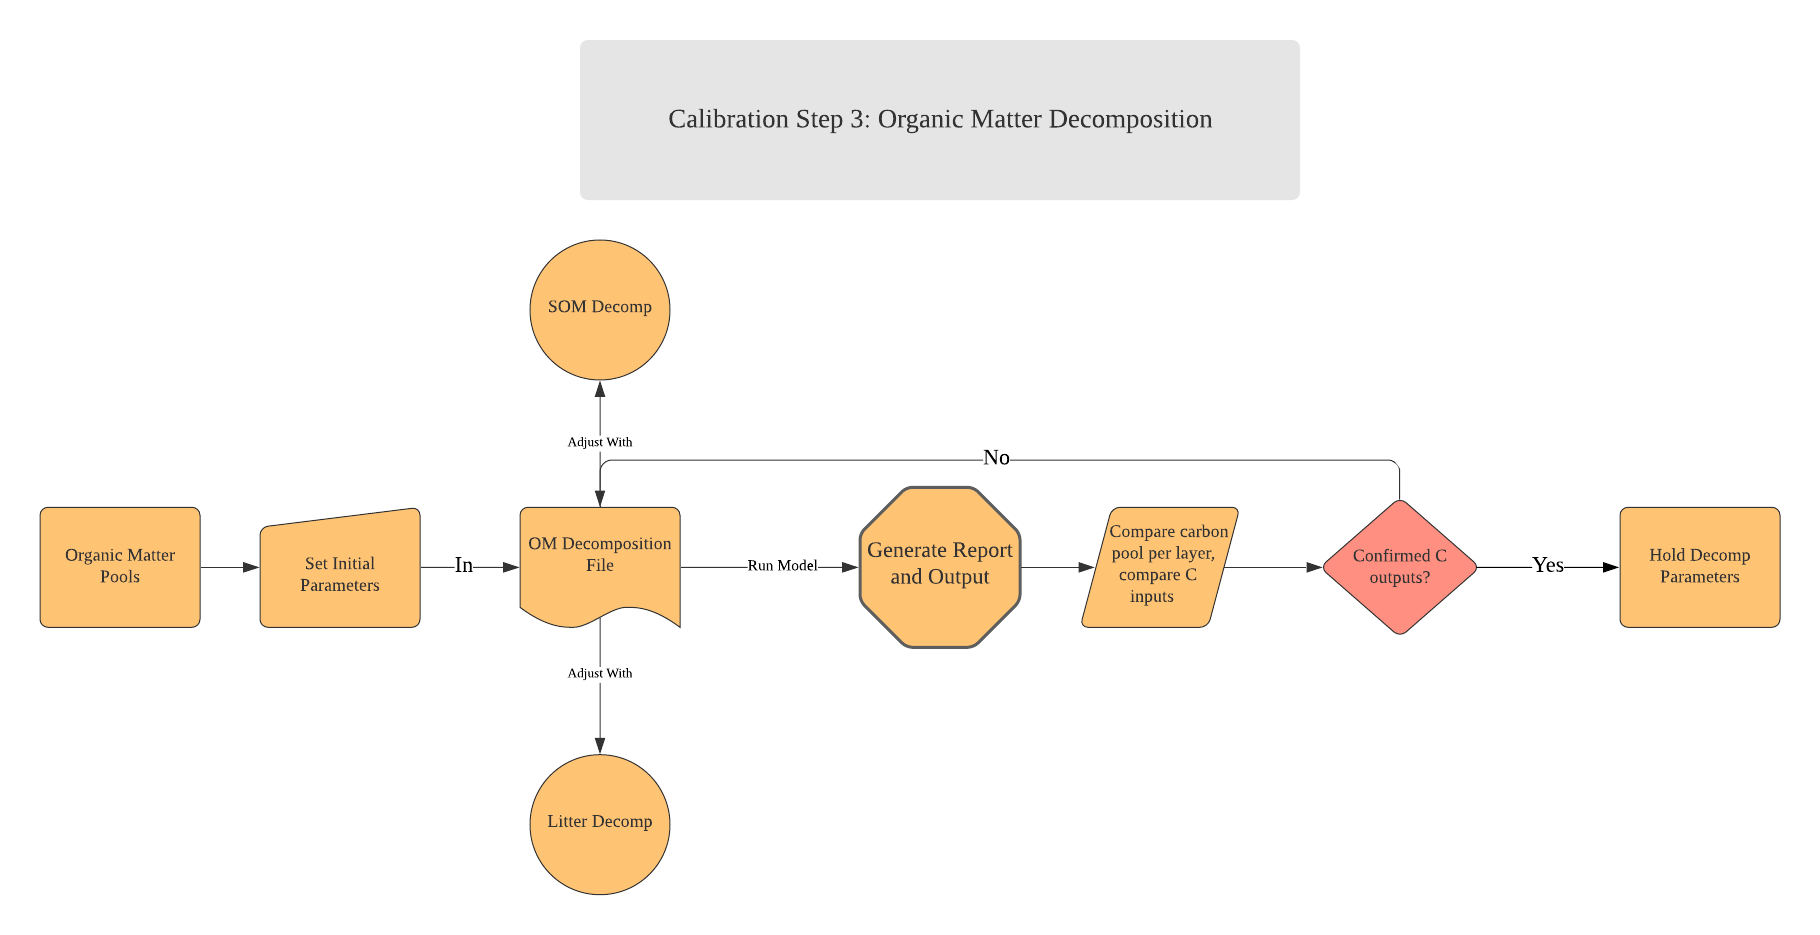 Calibration Step 3: Organic Matter Decomposition
SOM Decomp
Adjust With
No
Organic Matter
Pools
Set Initial
Parameters
In
OM Decomposition
File
Run Model
Generate Report
and Output
Compare carbon
pool per layer,
compare C
inputs
Confirmed C
outputs?
Yes
Hold Decomp
Parameters
Adjust With
Litter Decomp